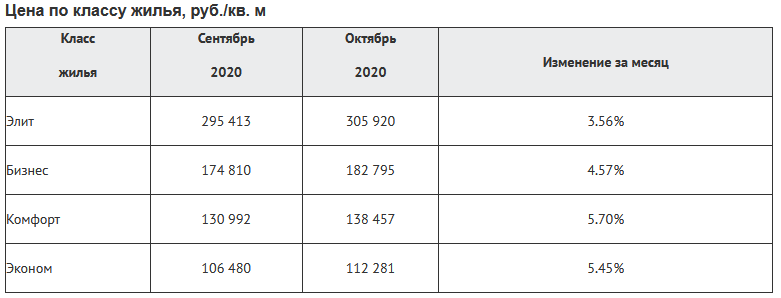 Цена по классу жилья, руб./кв. м
Класс жилья | Сентябрь 2020 | Октябрь 2020 | Изменение за месяц
Элит | 295 413 | 305 920 | 3.56%
Бизнес | 174 810 | 182 795 | 4.57%
Комфорт | 130 992 | 138 457 | 5.70%
Эконом | 106 480 | 112 281 | 5.45%